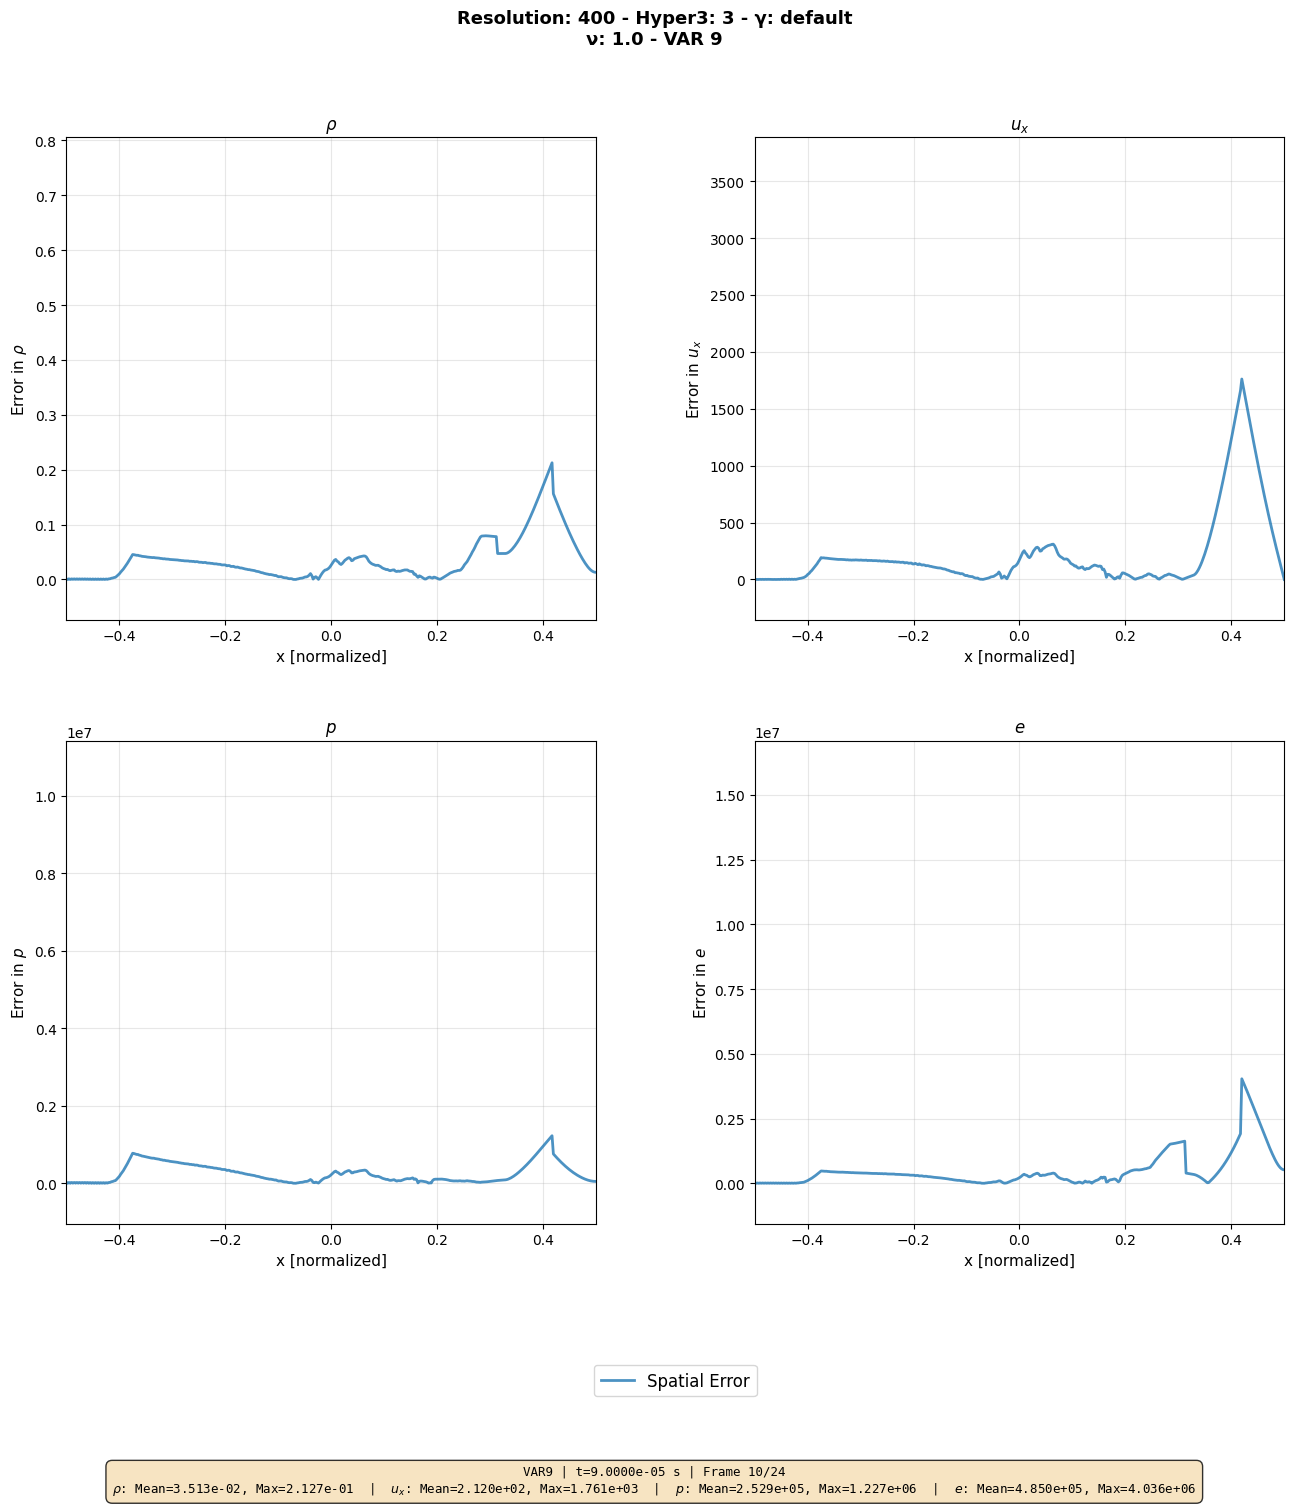 Resolution: 400 - Hyper3: 3 - γ: default
ν: 1.0 - VAR 9
ρ
0.8
0.7
0.6
0.5
0.4
0.3
0.2
0.1
0.0
Error in ρ
−0.4 −0.2 0.0 0.2 0.4
x [normalized]
u_x
3500
3000
2500
2000
1500
1000
500
0
Error in u_x
−0.4 −0.2 0.0 0.2 0.4
x [normalized]
p
1e7
1.0
0.8
0.6
0.4
0.2
0.0
Error in p
−0.4 −0.2 0.0 0.2 0.4
x [normalized]
e
1e7
1.50
1.25
1.00
0.75
0.50
0.25
0.00
Error in e
−0.4 −0.2 0.0 0.2 0.4
x [normalized]
Spatial Error
VAR9 | t=9.0000e-05 s | Frame 10/24
ρ: Mean=3.513e-02, Max=2.127e-01 | u_x: Mean=2.120e+02, Max=1.761e+03 | p: Mean=2.529e+05, Max=1.227e+06 | e: Mean=4.850e+05, Max=4.036e+06